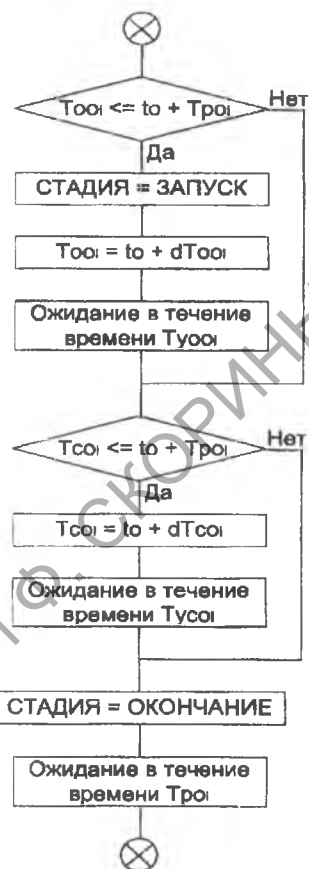 Tooi <= to + Tpoi
Нет
Да
СТАДИЯ = ЗАПУСК
Tooi = to + dTooi
Ожидание в течение
времени Tyooi
Tcoi <= to + Tpoi
Нет
Да
Tcoi = to + dTcoi
Ожидание в течение
времени Tycoi
СТАДИЯ = ОКОНЧАНИЕ
Ожидание в течение
времени Tpoi
Ф. СКОРИНЫ